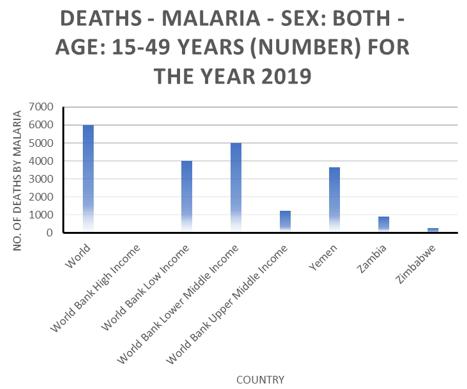 DEATHS - MALARIA - SEX: BOTH -
AGE: 15-49 YEARS (NUMBER) FOR
THE YEAR 2019
NO. OF DEATHS BY MALARIA
7000
6000
5000
4000
3000
2000
1000
0
World
World Bank High Income
World Bank Low Income
World Bank Lower Middle Income
World Bank Upper Middle Income
Yemen
Zambia
Zimbabwe
COUNTRY